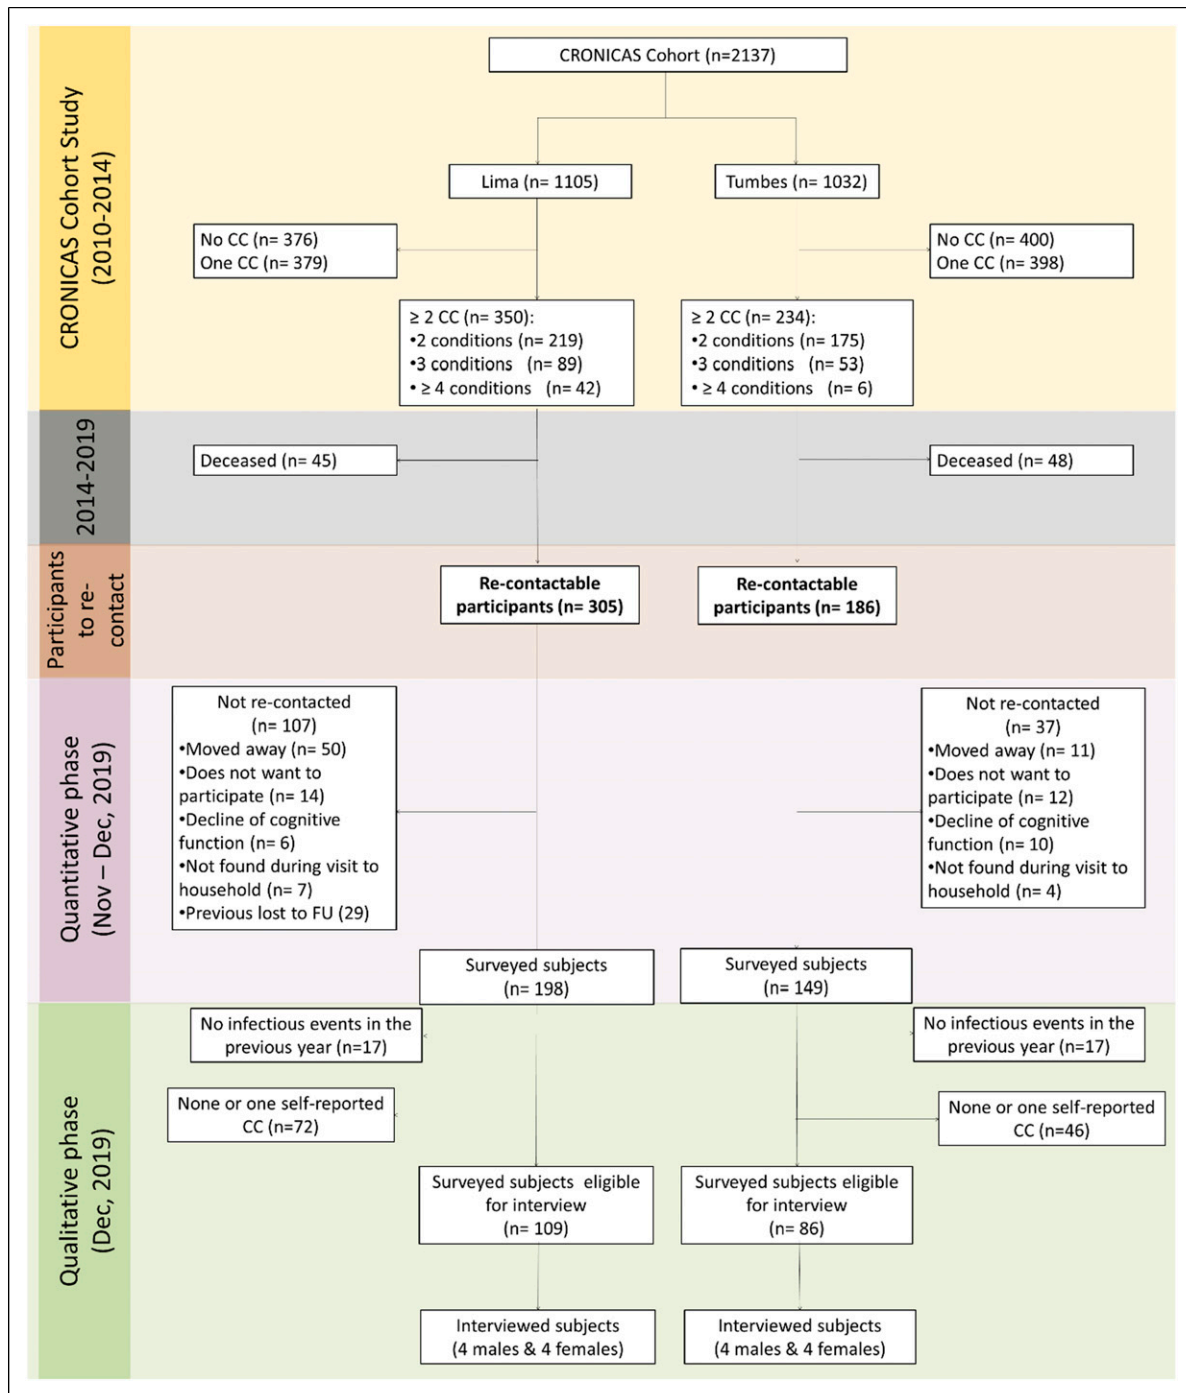 CRONICAS Cohort Study
(2010-2014)
CRONICAS Cohort (n=2137)
Lima (n= 1105)
Tumbes (n= 1032)
No CC (n= 376)
One CC (n= 379)
No CC (n= 400)
One CC (n= 398)
≥ 2 CC (n= 350):
•2 conditions (n= 219)
•3 conditions (n= 89)
• ≥ 4 conditions (n= 42)
≥ 2 CC (n= 234):
•2 conditions (n= 175)
•3 conditions (n= 53)
• ≥ 4 conditions (n= 6)
2014-2019
Deceased (n= 45)
Deceased (n= 48)
Participants
to re-
contact
Re-contactable
participants (n= 305)
Re-contactable
participants (n= 186)
Quantitative phase
(Nov – Dec, 2019)
Not re-contacted
(n= 107)
•Moved away (n= 50)
•Does not want to
participate (n= 14)
•Decline of cognitive
function (n= 6)
•Not found during visit to
household (n= 7)
•Previous lost to FU (29)
Not re-contacted
(n= 37)
•Moved away (n= 11)
•Does not want to
participate (n= 12)
•Decline of cognitive
function (n= 10)
•Not found during visit to
household (n= 4)
Surveyed subjects
(n= 198)
Surveyed subjects
(n= 149)
Qualitative phase
(Dec, 2019)
No infectious events in the
previous year (n=17)
No infectious events in the
previous year (n=17)
None or one self-reported
CC (n=72)
None or one self-reported
CC (n=46)
Surveyed subjects eligible
for interview
(n= 109)
Surveyed subjects eligible
for interview
(n= 86)
Interviewed subjects
(4 males & 4 females)
Interviewed subjects
(4 males & 4 females)